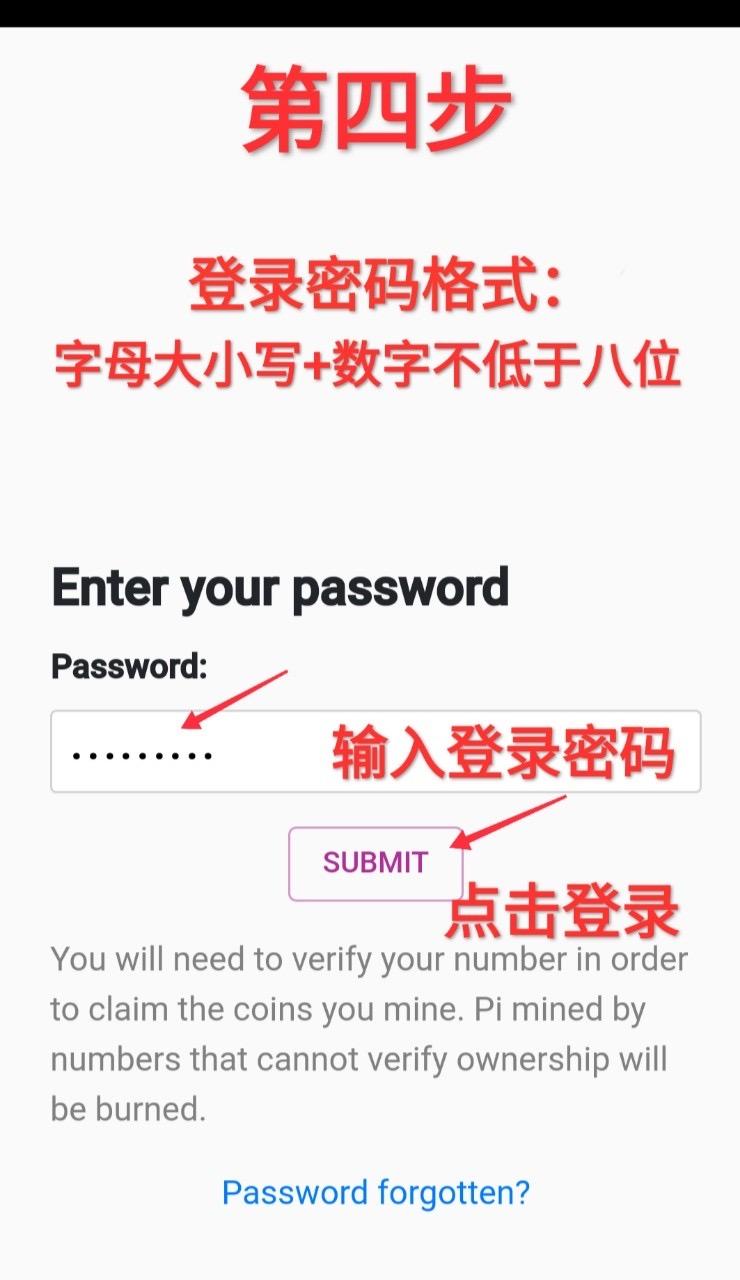 第四步
登录密码格式：
字母大小写+数字不低于八位
Enter your password
Password:
•••••••••
输入登录密码
SUBMIT
点击登录
You will need to verify your number in order
to claim the coins you mine. Pi mined by
numbers that cannot verify ownership will
be burned.
Password forgotten?